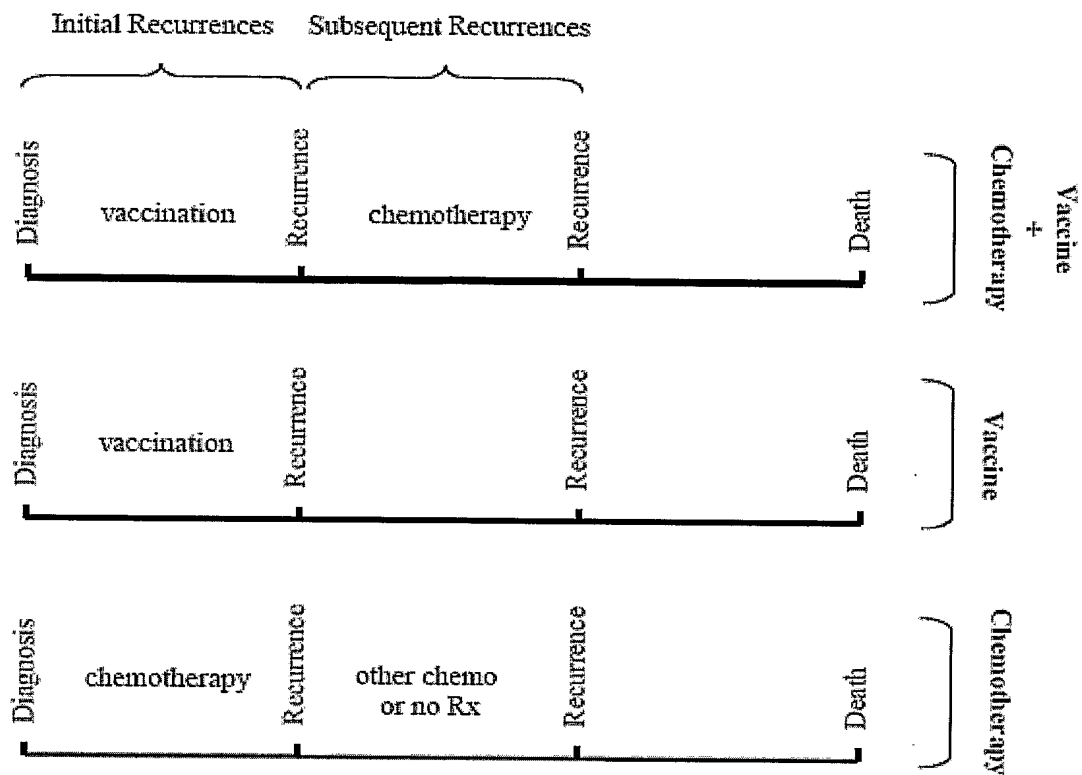 Initial Recurrences Subsequent Recurrences
Diagnosis
vaccination
Recurrence
chemotherapy
Recurrence
Death
Vaccine
+
Chemotherapy
Diagnosis
vaccination
Recurrence
Recurrence
Death
Vaccine
Diagnosis
chemotherapy
Recurrence
other chemo
or no Rx
Recurrence
Death
Chemotherapy